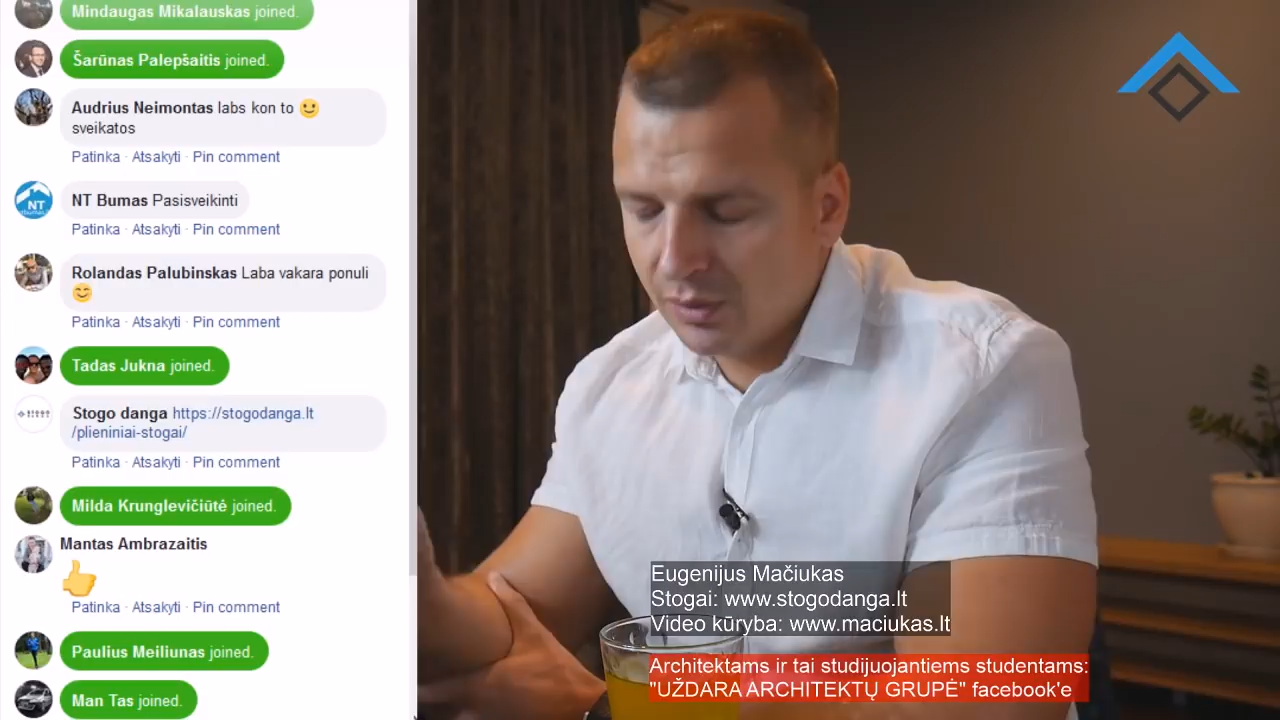 Mindaugas Mikalauskas joined.
Šarūnas Palepšaitis joined.
Audrius Neimontas labs kon to
sveikatos
Patinka · Atsakyti · Pin comment
NT
NT Bumas Pasisveikinti
Patinka · Atsakyti · Pin comment
Rolandas Palubinskas Laba vakara ponuli
Patinka · Atsakyti · Pin comment
Tadas Jukna joined.
Stogo danga https://stogodanga.lt
/plieniniai-stogai/
Patinka · Atsakyti · Pin comment
Milda Krunglevičiūtė joined.
Mantas Ambrazaitis
Patinka · Atsakyti · Pin comment
Paulius Meiliunas joined.
Man Tas joined.
Eugenijus Mačiukas
Stogai: www.stogodanga.lt
Video kūryba: www.maciukas.lt
Architektams ir tai studijuojantiems studentams:
"UŽDARA ARCHITEKTŲ GRUPĖ" facebook'e